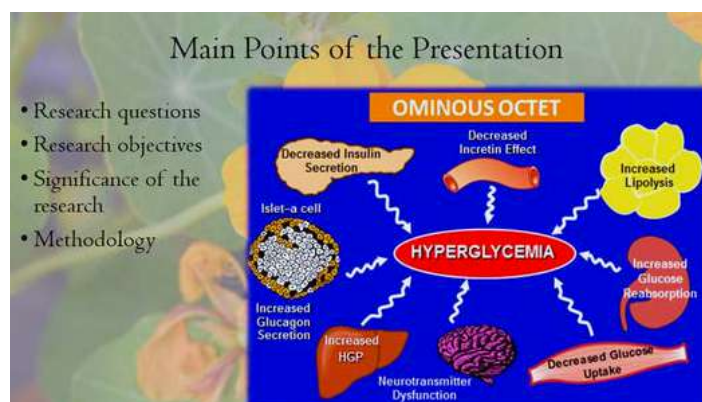 Main Points of the Presentation
• Research questions
• Research objectives
• Significance of the
research
• Methodology
OMINOUS OCTET
Decreased Insulin
Secretion
Decreased
Incretin Effect
Increased
Lipolysis
Islet-a cell
HYPERGLYCEMIA
Increased
Glucagon
Secretion
Increased
Glucose
Reabsorption
Increased
HGP
Neurotransmitter
Dysfunction
Decreased Glucose
Uptake